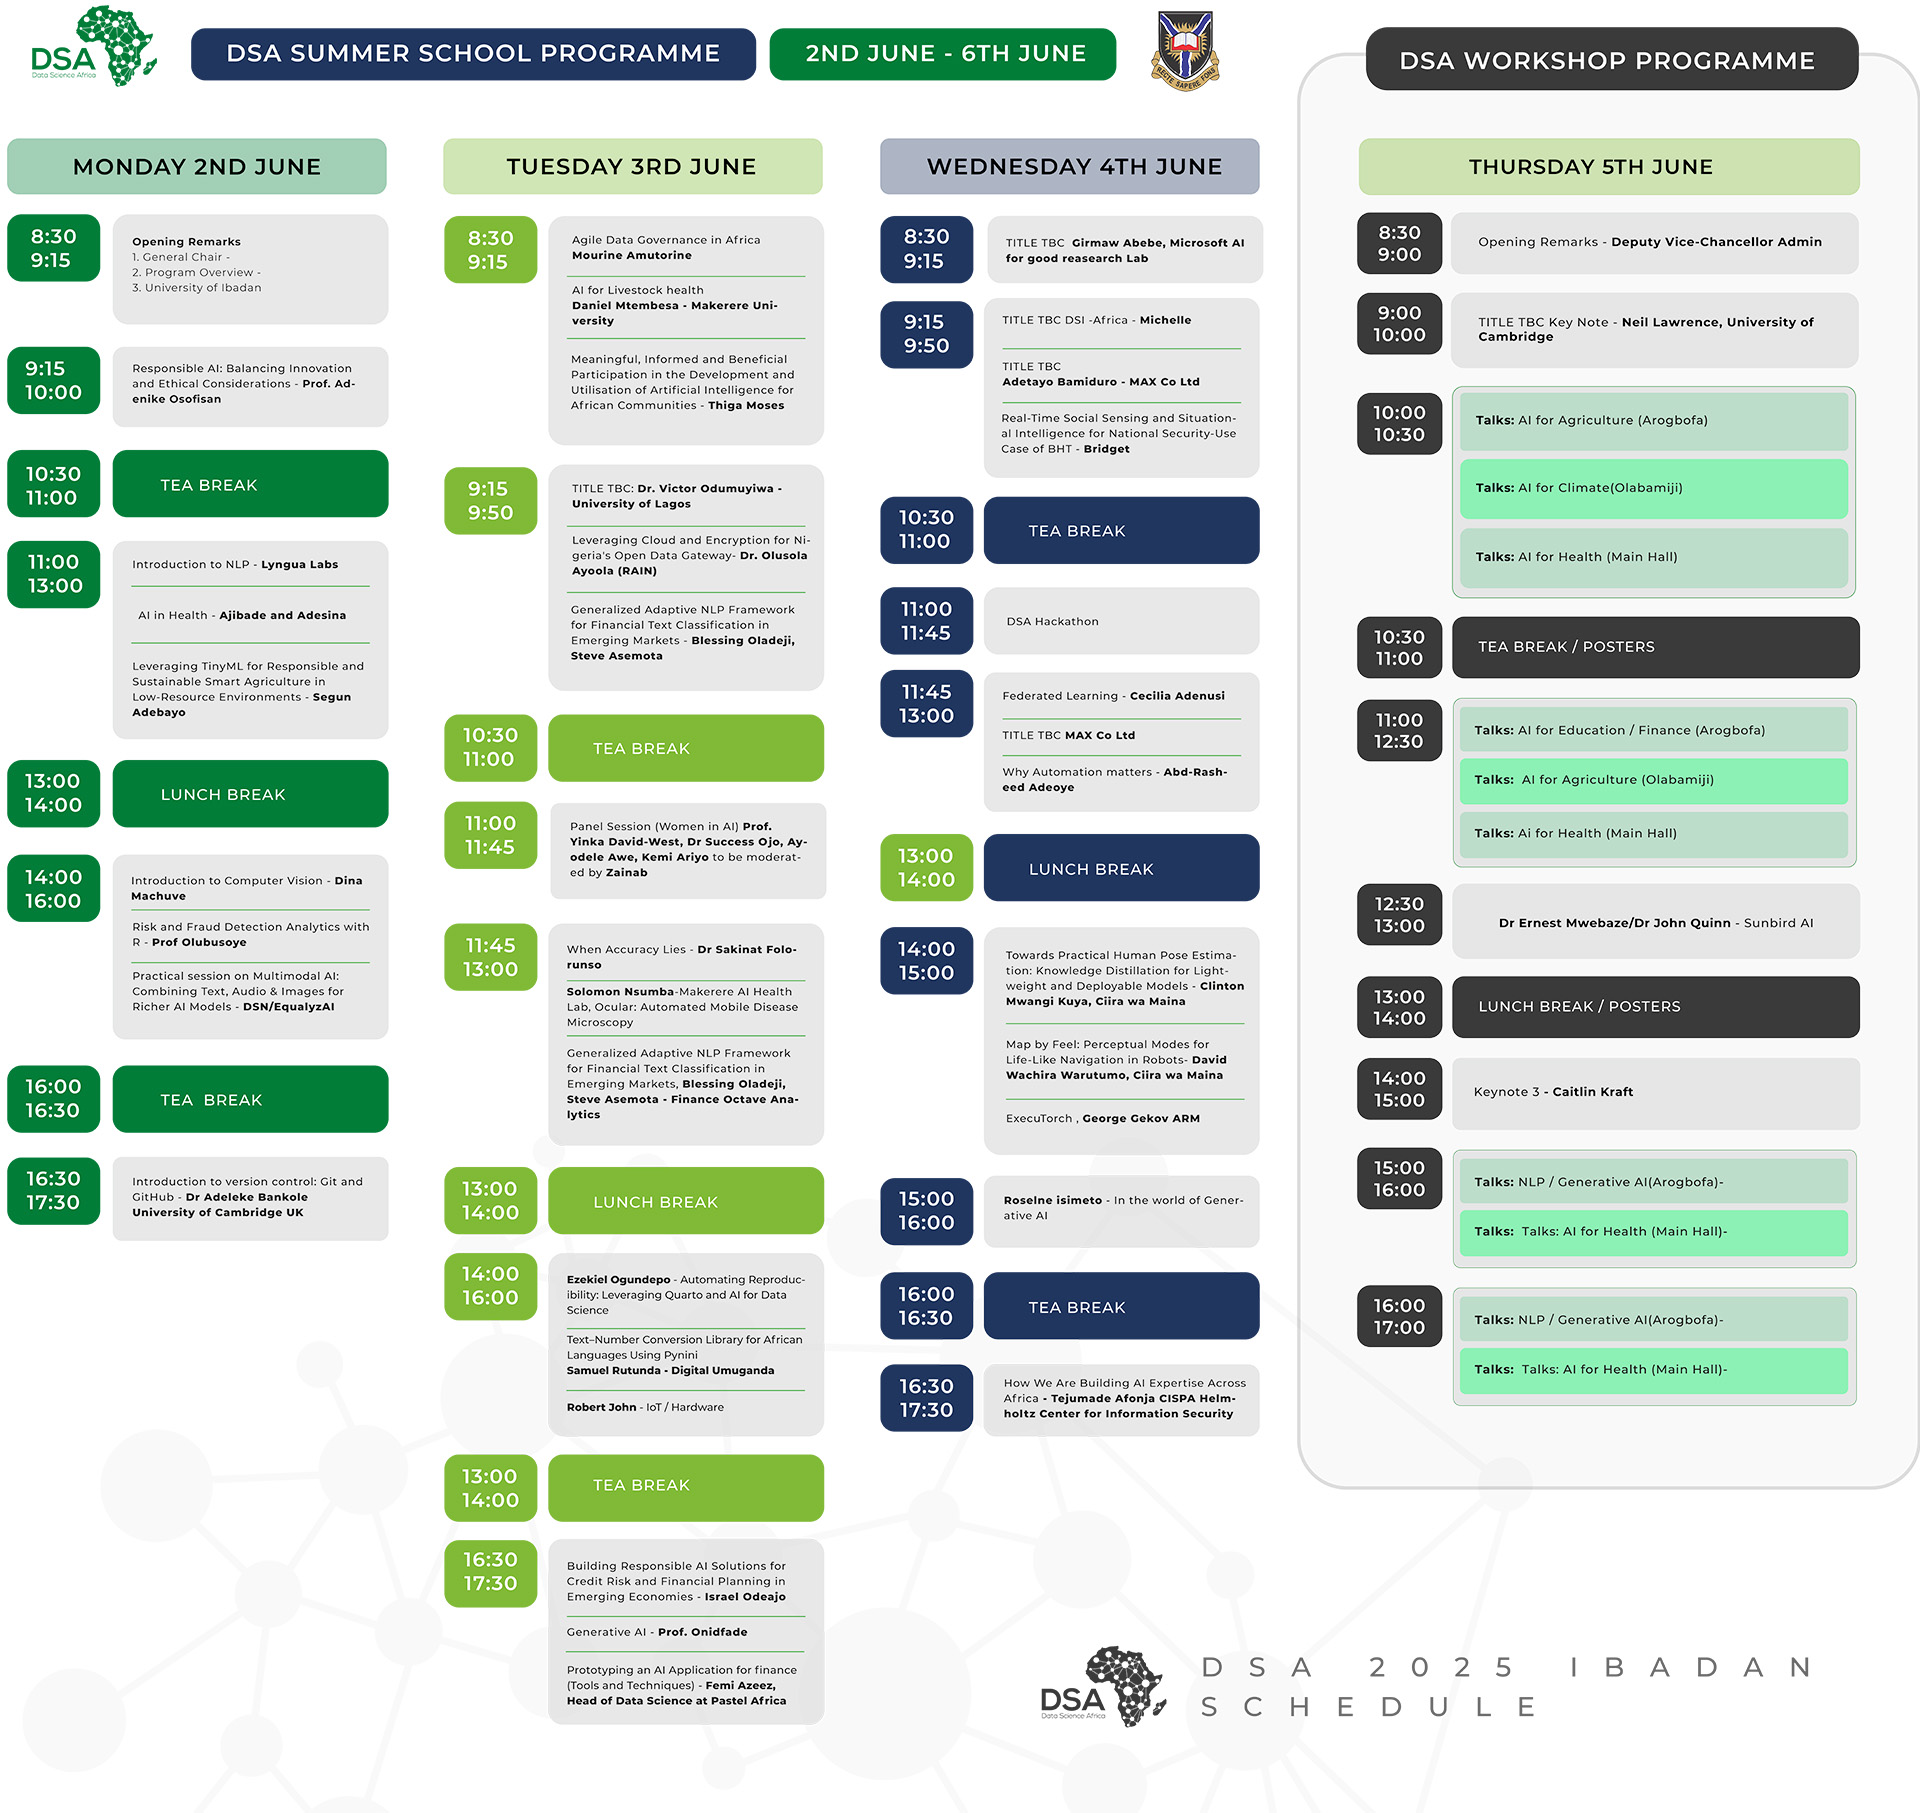 DSA
Data Science Africa
DSA SUMMER SCHOOL PROGRAMME
2ND JUNE - 6TH JUNE
RECTE SAPERE FONS
DSA WORKSHOP PROGRAMME
MONDAY 2ND JUNE
8:30
9:15
Opening Remarks
1. General Chair -
2. Program Overview -
3. University of Ibadan
9:15
10:00
Responsible AI: Balancing Innovation
and Ethical Considerations - Prof. Ad-
enike Osofisan
10:30
11:00
TEA BREAK
11:00
13:00
Introduction to NLP - Lyngua Labs
AI in Health - Ajibade and Adesina
Leveraging TinyML for Responsible and
Sustainable Smart Agriculture in
Low-Resource Environments - Segun
Adebayo
13:00
14:00
LUNCH BREAK
14:00
16:00
Introduction to Computer Vision - Dina
Machuve
Risk and Fraud Detection Analytics with
R - Prof Olubusoye
Practical session on Multimodal AI:
Combining Text, Audio & Images for
Richer AI Models - DSN/EqualyzAI
16:00
16:30
TEA BREAK
16:30
17:30
Introduction to version control: Git and
GitHub - Dr Adeleke Bankole
University of Cambridge UK
TUESDAY 3RD JUNE
8:30
9:15
Agile Data Governance in Africa
Mourine Amutorine
AI for Livestock health
Daniel Mtembesa - Makerere Uni-
versity
Meaningful, Informed and Beneficial
Participation in the Development and
Utilisation of Artificial Intelligence for
African Communities - Thiga Moses
9:15
9:50
TITLE TBC: Dr. Victor Odumuyiwa -
University of Lagos
Leveraging Cloud and Encryption for Ni-
geria's Open Data Gateway- Dr. Olusola
Ayoola (RAIN)
Generalized Adaptive NLP Framework
for Financial Text Classification in
Emerging Markets - Blessing Oladeji,
Steve Asemota
10:30
11:00
TEA BREAK
11:00
11:45
Panel Session (Women in AI) Prof.
Yinka David-West, Dr Success Ojo, Ay-
odele Awe, Kemi Ariyo to be moderat-
ed by Zainab
11:45
13:00
When Accuracy Lies - Dr Sakinat Folo-
runso
Solomon Nsumba-Makerere AI Health
Lab, Ocular: Automated Mobile Disease
Microscopy
Generalized Adaptive NLP Framework
for Financial Text Classification in
Emerging Markets, Blessing Oladeji,
Steve Asemota - Finance Octave Ana-
lytics
13:00
14:00
LUNCH BREAK
14:00
16:00
Ezekiel Ogundepo - Automating Reproduc-
ibility: Leveraging Quarto and AI for Data
Science
Text–Number Conversion Library for African
Languages Using Pynini
Samuel Rutunda - Digital Umuganda
Robert John - IoT / Hardware
13:00
14:00
TEA BREAK
16:30
17:30
Building Responsible AI Solutions for
Credit Risk and Financial Planning in
Emerging Economies - Israel Odeajo
Generative AI - Prof. Onidfade
Prototyping an AI Application for finance
(Tools and Techniques) - Femi Azeez,
Head of Data Science at Pastel Africa
WEDNESDAY 4TH JUNE
8:30
9:15
TITLE TBC Girmaw Abebe, Microsoft AI
for good reasearch Lab
9:15
9:50
TITLE TBC DSI -Africa - Michelle
TITLE TBC
Adetayo Bamiduro - MAX Co Ltd
Real-Time Social Sensing and Situation-
al Intelligence for National Security-Use
Case of BHT - Bridget
10:30
11:00
TEA BREAK
11:00
11:45
DSA Hackathon
11:45
13:00
Federated Learning - Cecilia Adenusi
TITLE TBC MAX Co Ltd
Why Automation matters - Abd-Rash-
eed Adeoye
13:00
14:00
LUNCH BREAK
14:00
15:00
Towards Practical Human Pose Estima-
tion: Knowledge Distillation for Light-
weight and Deployable Models - Clinton
Mwangi Kuya, Ciira wa Maina
Map by Feel: Perceptual Modes for
Life-Like Navigation in Robots- David
Wachira Warutumo, Ciira wa Maina
ExecuTorch , George Gekov ARM
15:00
16:00
Roselne isimeto - In the world of Gener-
ative AI
16:00
16:30
TEA BREAK
16:30
17:30
How We Are Building AI Expertise Across
Africa - Tejumade Afonja CISPA Helm-
holtz Center for Information Security
THURSDAY 5TH JUNE
8:30
9:00
Opening Remarks - Deputy Vice-Chancellor Admin
9:00
10:00
TITLE TBC Key Note - Neil Lawrence, University of
Cambridge
10:00
10:30
Talks: AI for Agriculture (Arogbofa)
Talks: AI for Climate(Olabamiji)
Talks: AI for Health (Main Hall)
10:30
11:00
TEA BREAK / POSTERS
11:00
12:30
Talks: AI for Education / Finance (Arogbofa)
Talks: AI for Agriculture (Olabamiji)
Talks: Ai for Health (Main Hall)
12:30
13:00
Dr Ernest Mwebaze/Dr John Quinn - Sunbird AI
13:00
14:00
LUNCH BREAK / POSTERS
14:00
15:00
Keynote 3 - Caitlin Kraft
15:00
16:00
Talks: NLP / Generative AI(Arogbofa)-
Talks: Talks: AI for Health (Main Hall)-
16:00
17:00
Talks: NLP / Generative AI(Arogbofa)-
Talks: Talks: AI for Health (Main Hall)-
DSA
Data Science Africa
DSA 2025 IBADAN
SCHEDULE